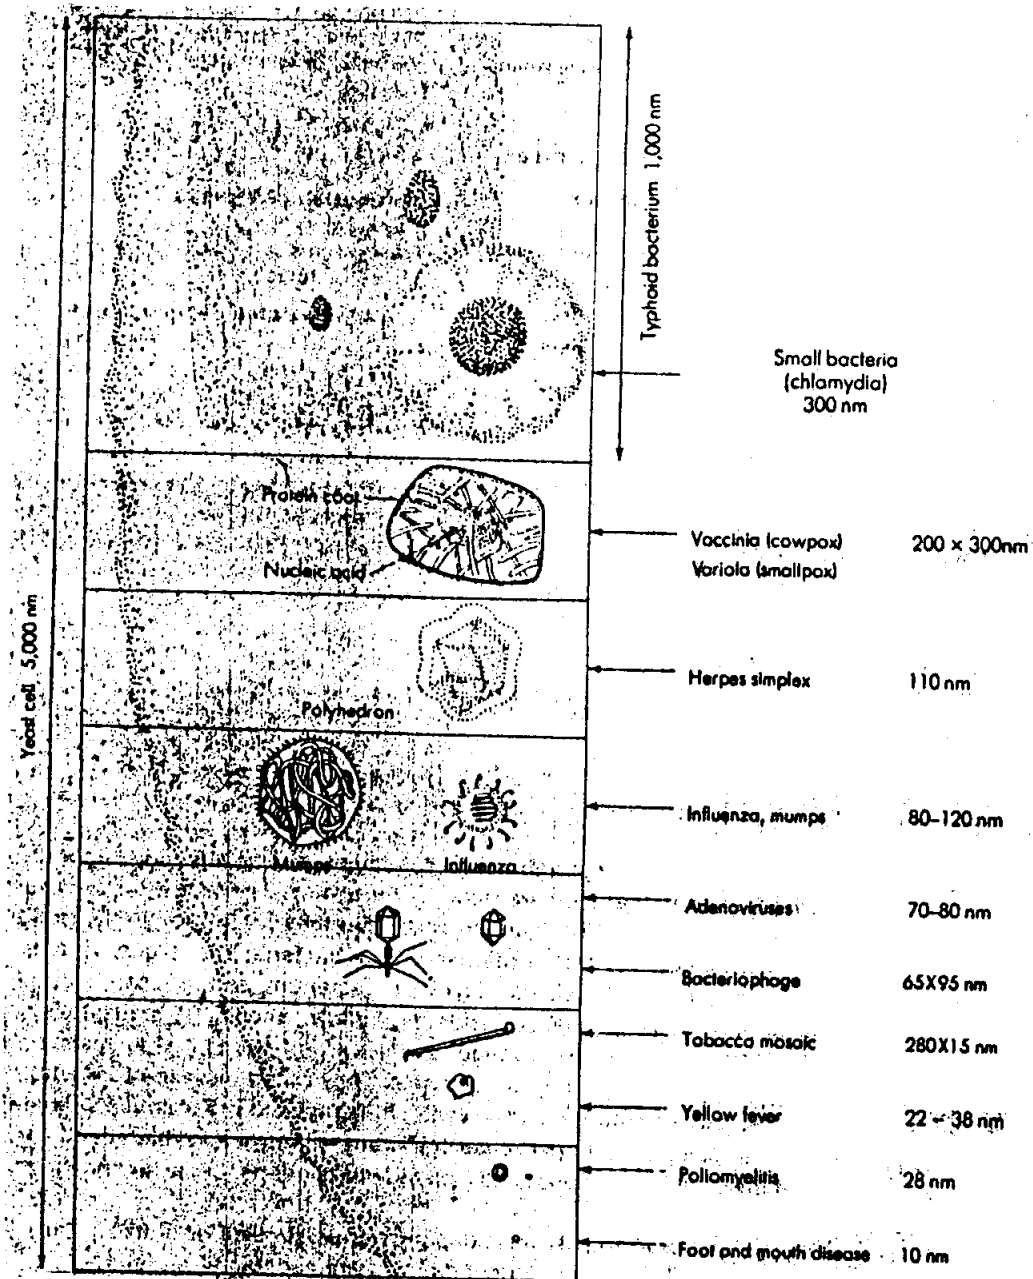 Yeast cell 5,000 nm
Typhoid bacterium 1,000 nm
Small bacteria
(chlamydia)
300 nm
Protein coat
Nucleic acid
Vaccinia (cowpox) 200 × 300nm
Variola (smallpox)
Herpes simplex 110 nm
Polyhedron
Influenza, mumps 80–120 nm
Mumps Influenza
Adenoviruses 70–80 nm
Bacteriophage 65X95 nm
Tobacco mosaic 280X15 nm
Yellow fever 22 – 38 nm
Poliomyelitis 28 nm
Foot and mouth disease 10 nm